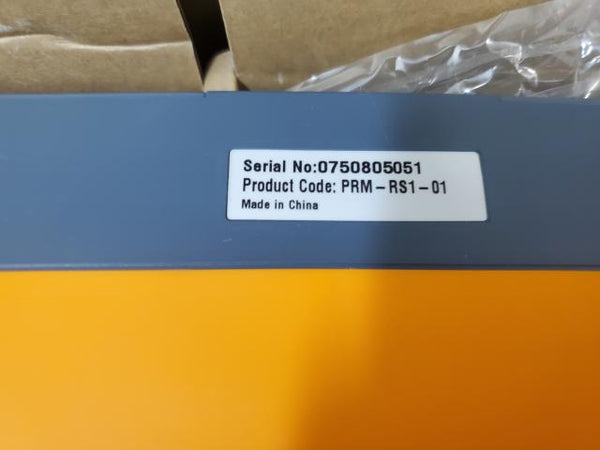 Serial No:0750805051
Product Code: PRM-RS1-01
Made in China